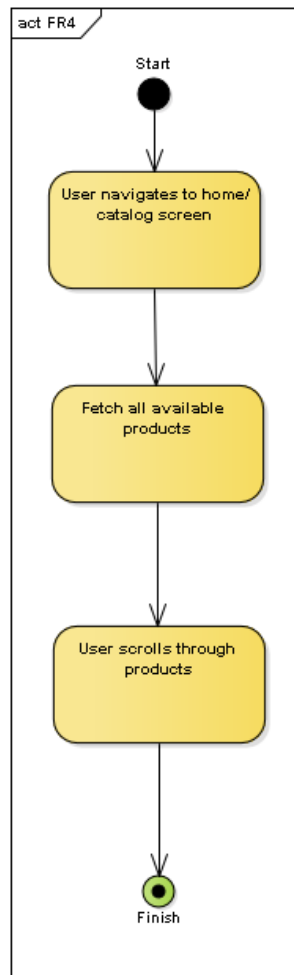 act FR4
Start
User navigates to home/
catalog screen
Fetch all available
products
User scrolls through
products
Finish